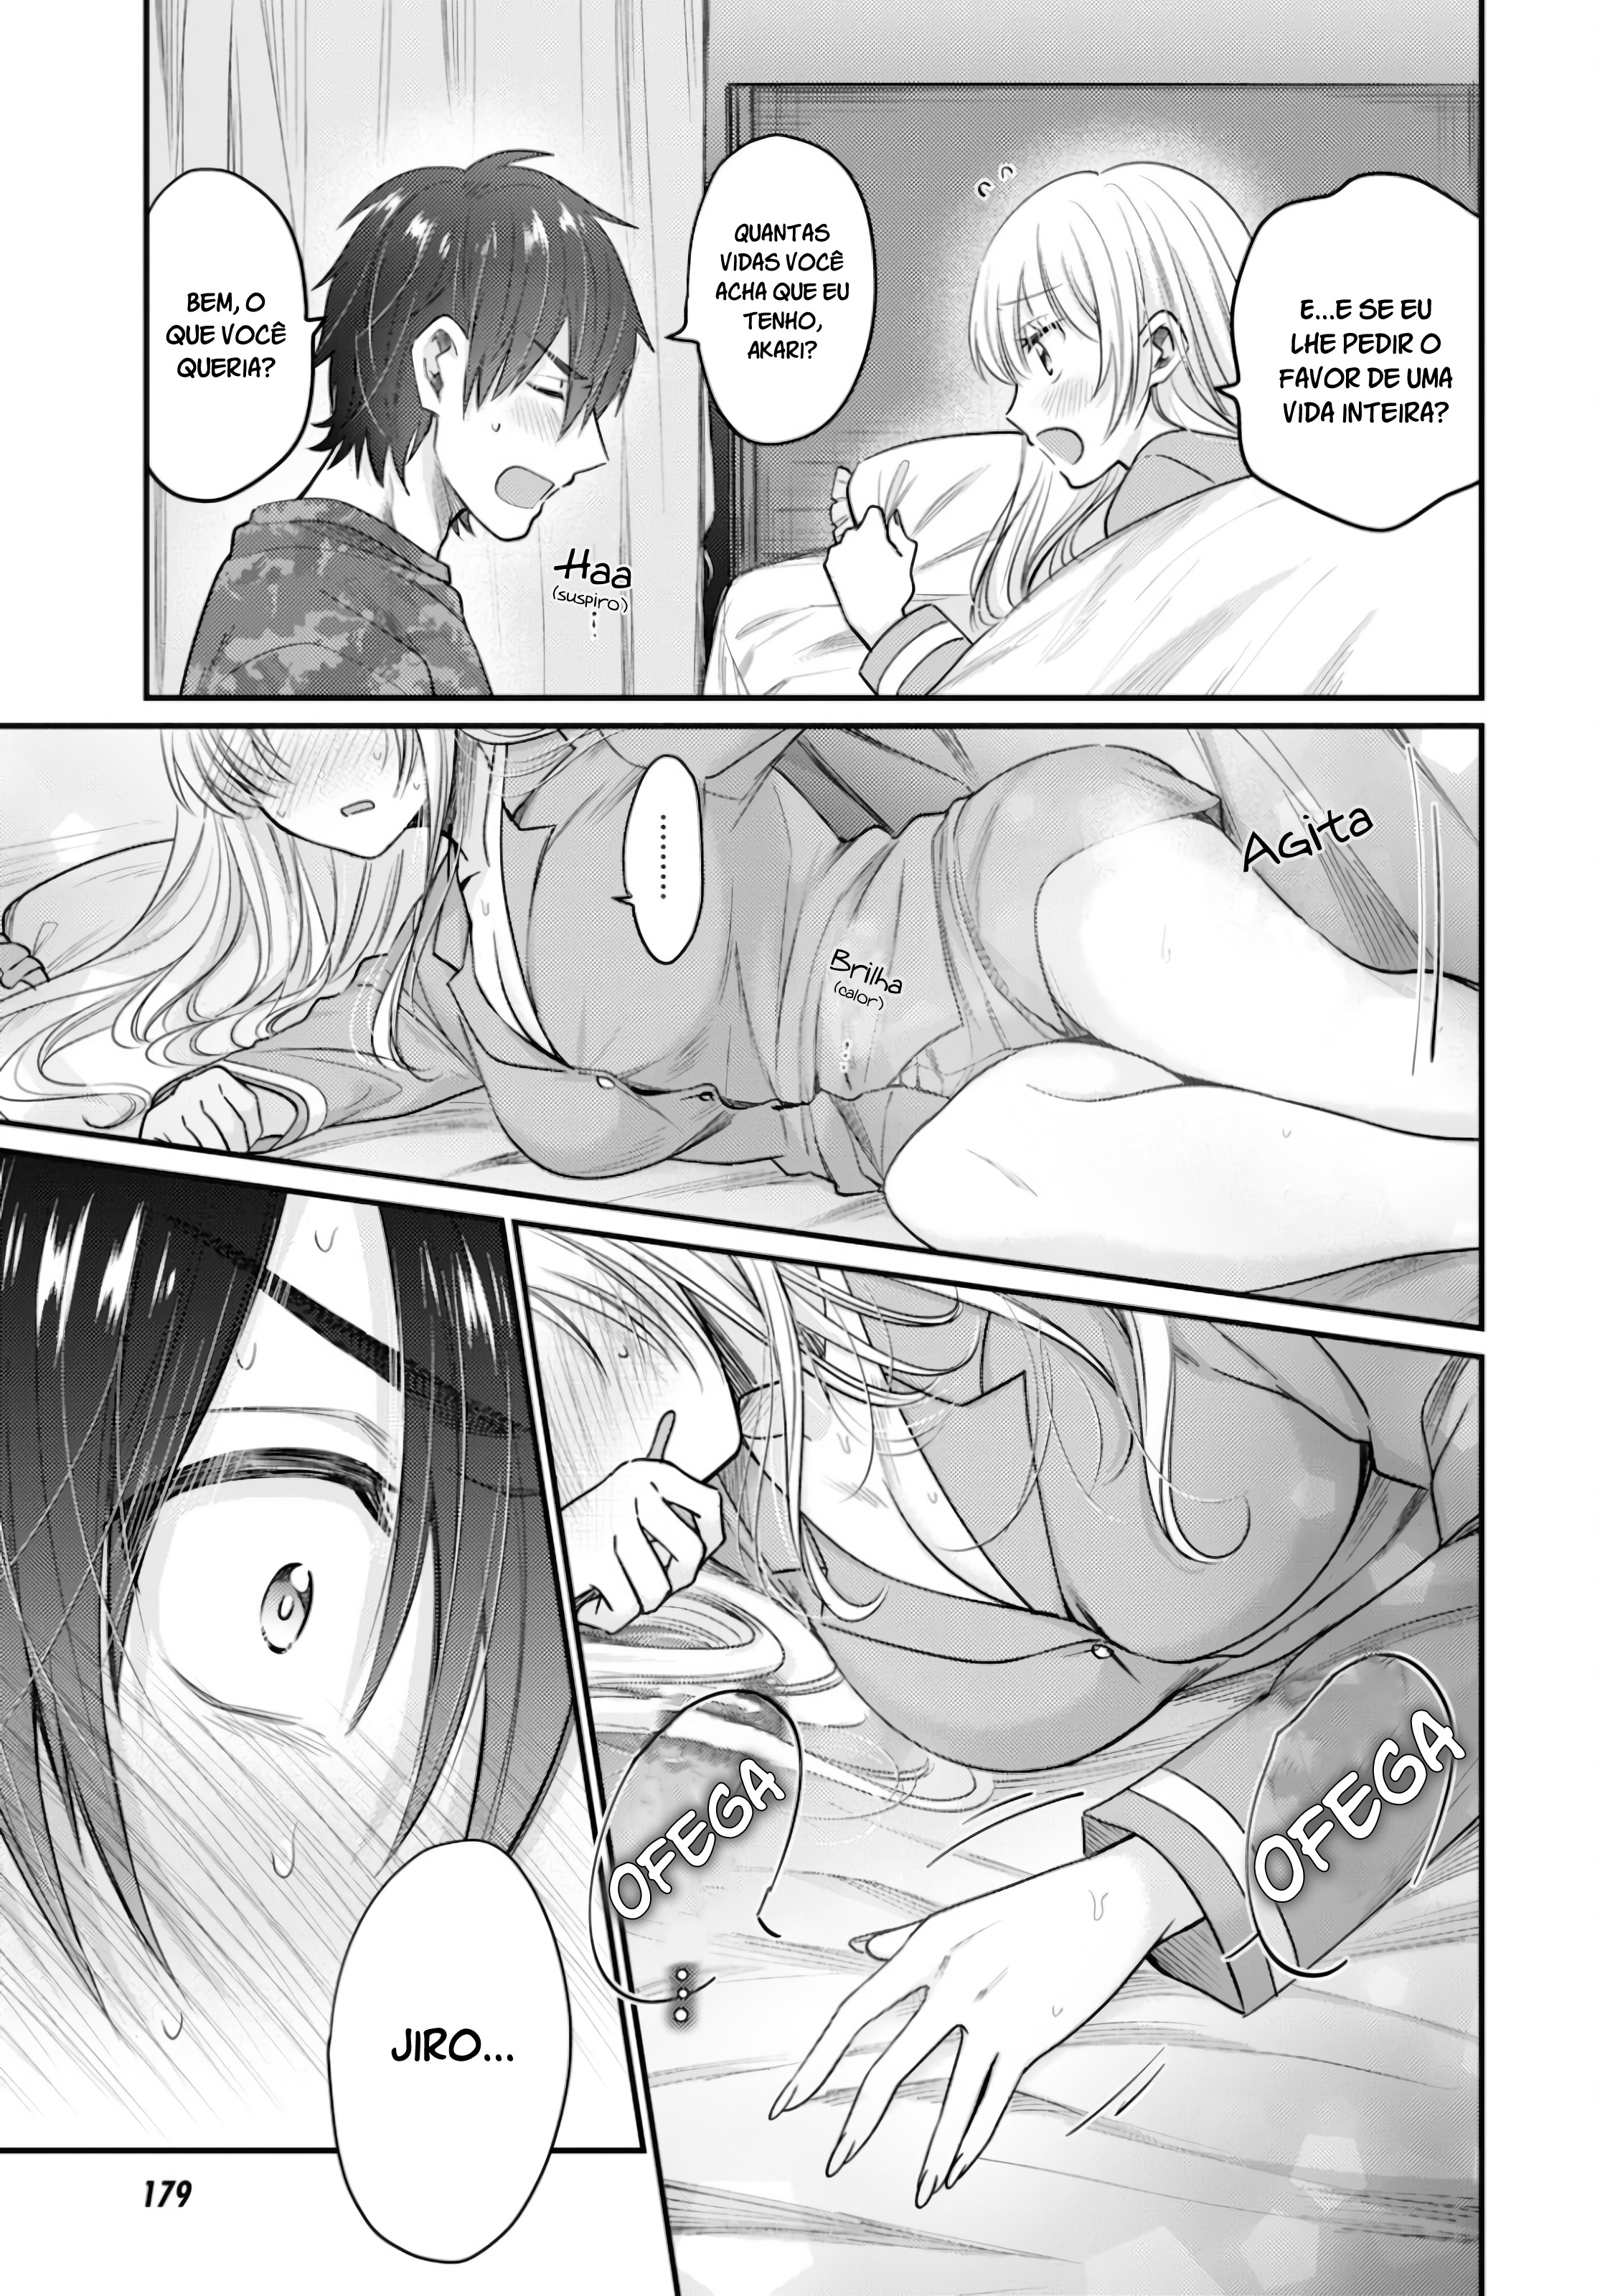 E...E SE EU
LHE PEDIR O
FAVOR DE UMA
VIDA INTEIRA?
QUANTAS
VIDAS VOCÊ
ACHA QUE EU
TENHO,
AKARI?
Haa
(suspiro)
...
BEM, O
QUE VOCÊ
QUERIA?
Agita
.........
Brilha
(calor)
...
OFEGA
OFEGA
...
JIRO...
179